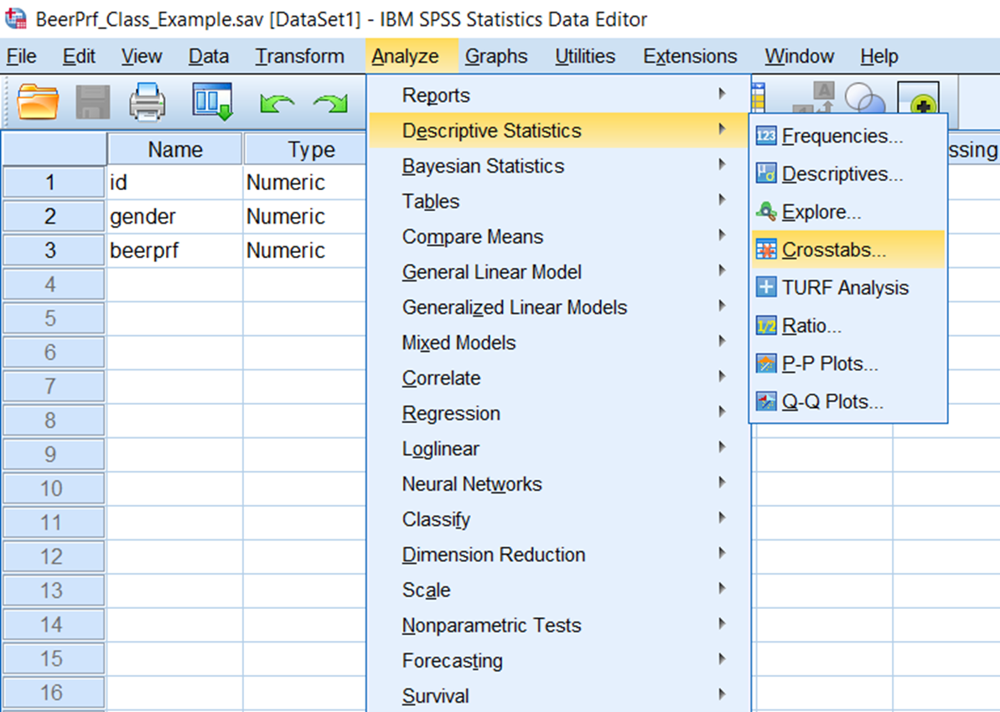 BeerPrf_Class_Example.sav [DataSet1] - IBM SPSS Statistics Data Editor
File Edit View Data Transform Analyze Graphs Utilities Extensions Window Help
Name Type ssing
1 id Numeric
2 gender Numeric
3 beerprf Numeric
4
5
6
7
8
9
10
11
12
13
14
15
16
Reports
Descriptive Statistics
Bayesian Statistics
Tables
Compare Means
General Linear Model
Generalized Linear Models
Mixed Models
Correlate
Regression
Loglinear
Neural Networks
Classify
Dimension Reduction
Scale
Nonparametric Tests
Forecasting
Survival
123 Frequencies...
Descriptives...
Explore...
Crosstabs...
TURF Analysis
1/2 Ratio...
P-P Plots...
Q-Q Plots...